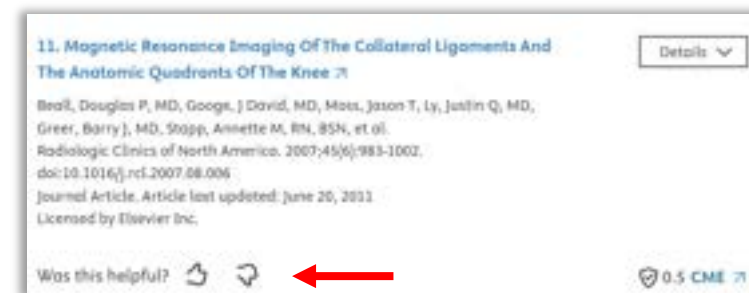 11. Magnetic Resonance Imaging Of The Collateral Ligaments And
The Anatomic Quadrants Of The Knee
Details
Beall, Douglas P, MD, Googe, J David, MD, Moss, Jason T, Ly, Justin Q, MD,
Greer, Barry J, MD, Stapp, Annette M, RN, BSN, et al.
Radiologic Clinics of North America. 2007;45(6):983-1002.
doi:10.1016/j.rcl.2007.08.006
Journal Article. Article last updated: June 20, 2011
Licensed by Elsevier Inc.
Was this helpful?
0.5 CME